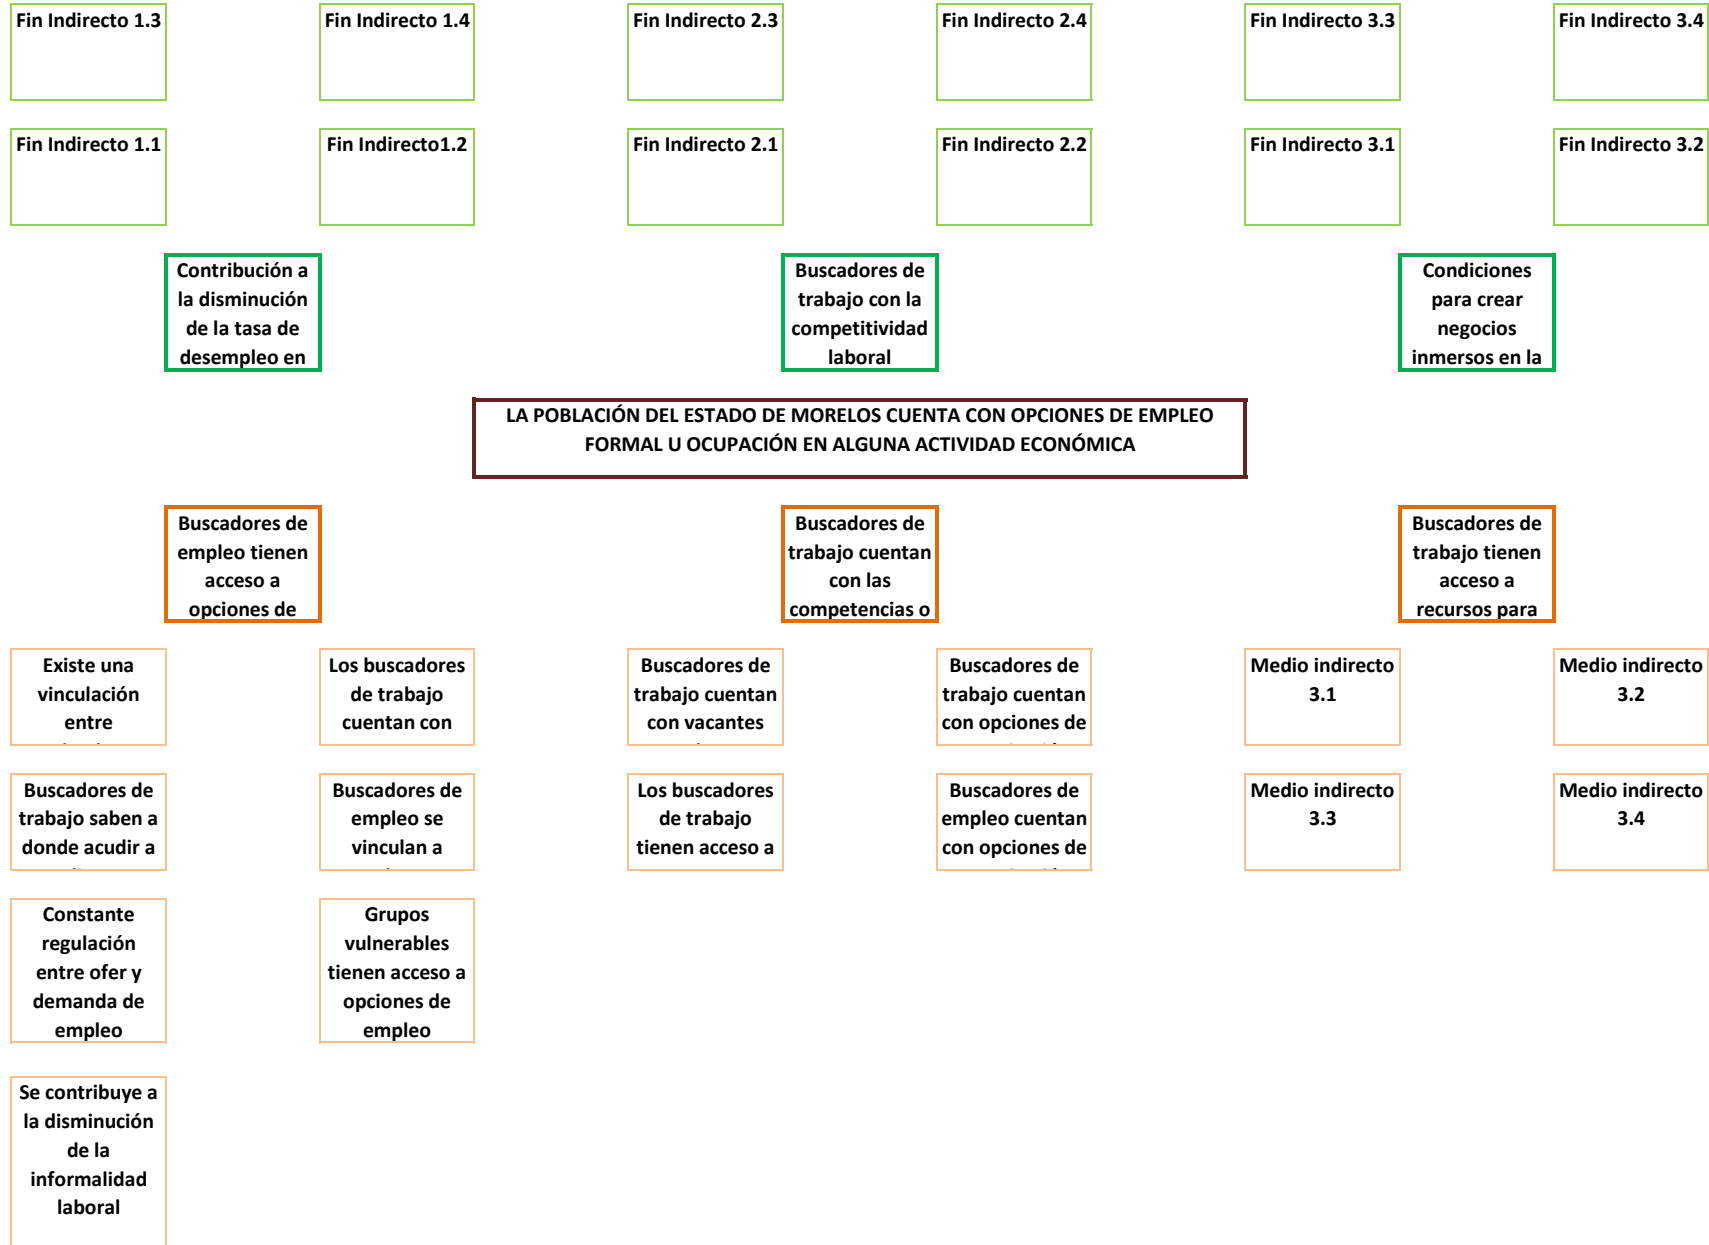 Fin Indirecto 1.3
Fin Indirecto 1.4
Fin Indirecto 2.3
Fin Indirecto 2.4
Fin Indirecto 3.3
Fin Indirecto 3.4
Fin Indirecto 1.1
Fin Indirecto1.2
Fin Indirecto 2.1
Fin Indirecto 2.2
Fin Indirecto 3.1
Fin Indirecto 3.2
Contribución a
la disminución
de la tasa de
desempleo en
Buscadores de
trabajo con la
competitividad
laboral
Condiciones
para crear
negocios
inmersos en la
LA POBLACIÓN DEL ESTADO DE MORELOS CUENTA CON OPCIONES DE EMPLEO
FORMAL U OCUPACIÓN EN ALGUNA ACTIVIDAD ECONÓMICA
Buscadores de
empleo tienen
acceso a
opciones de
Buscadores de
trabajo cuentan
con las
competencias o
Buscadores de
trabajo tienen
acceso a
recursos para
Existe una
vinculación
entre
Los buscadores
de trabajo
cuentan con
Buscadores de
trabajo cuentan
con vacantes
Buscadores de
trabajo cuentan
con opciones de
Medio indirecto
3.1
Medio indirecto
3.2
Buscadores de
trabajo saben a
donde acudir a
Buscadores de
empleo se
vinculan a
Los buscadores
de trabajo
tienen acceso a
Buscadores de
empleo cuentan
con opciones de
Medio indirecto
3.3
Medio indirecto
3.4
Constante
regulación
entre ofer y
demanda de
empleo
Grupos
vulnerables
tienen acceso a
opciones de
empleo
Se contribuye a
la disminución
de la
informalidad
laboral